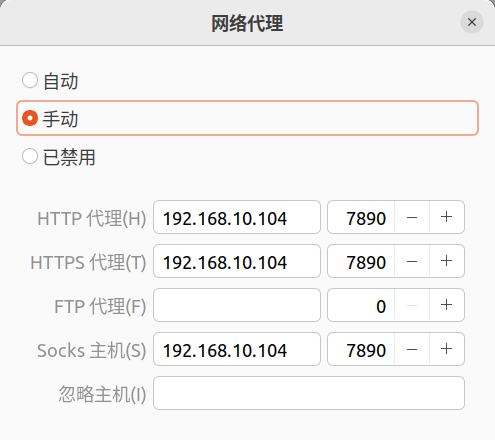 网络代理
自动
手动
已禁用
HTTP 代理(H) 192.168.10.104 7890 − +
HTTPS 代理(T) 192.168.10.104 7890 − +
FTP 代理(F) 0 − +
Socks 主机(S) 192.168.10.104 7890 − +
忽略主机(I)